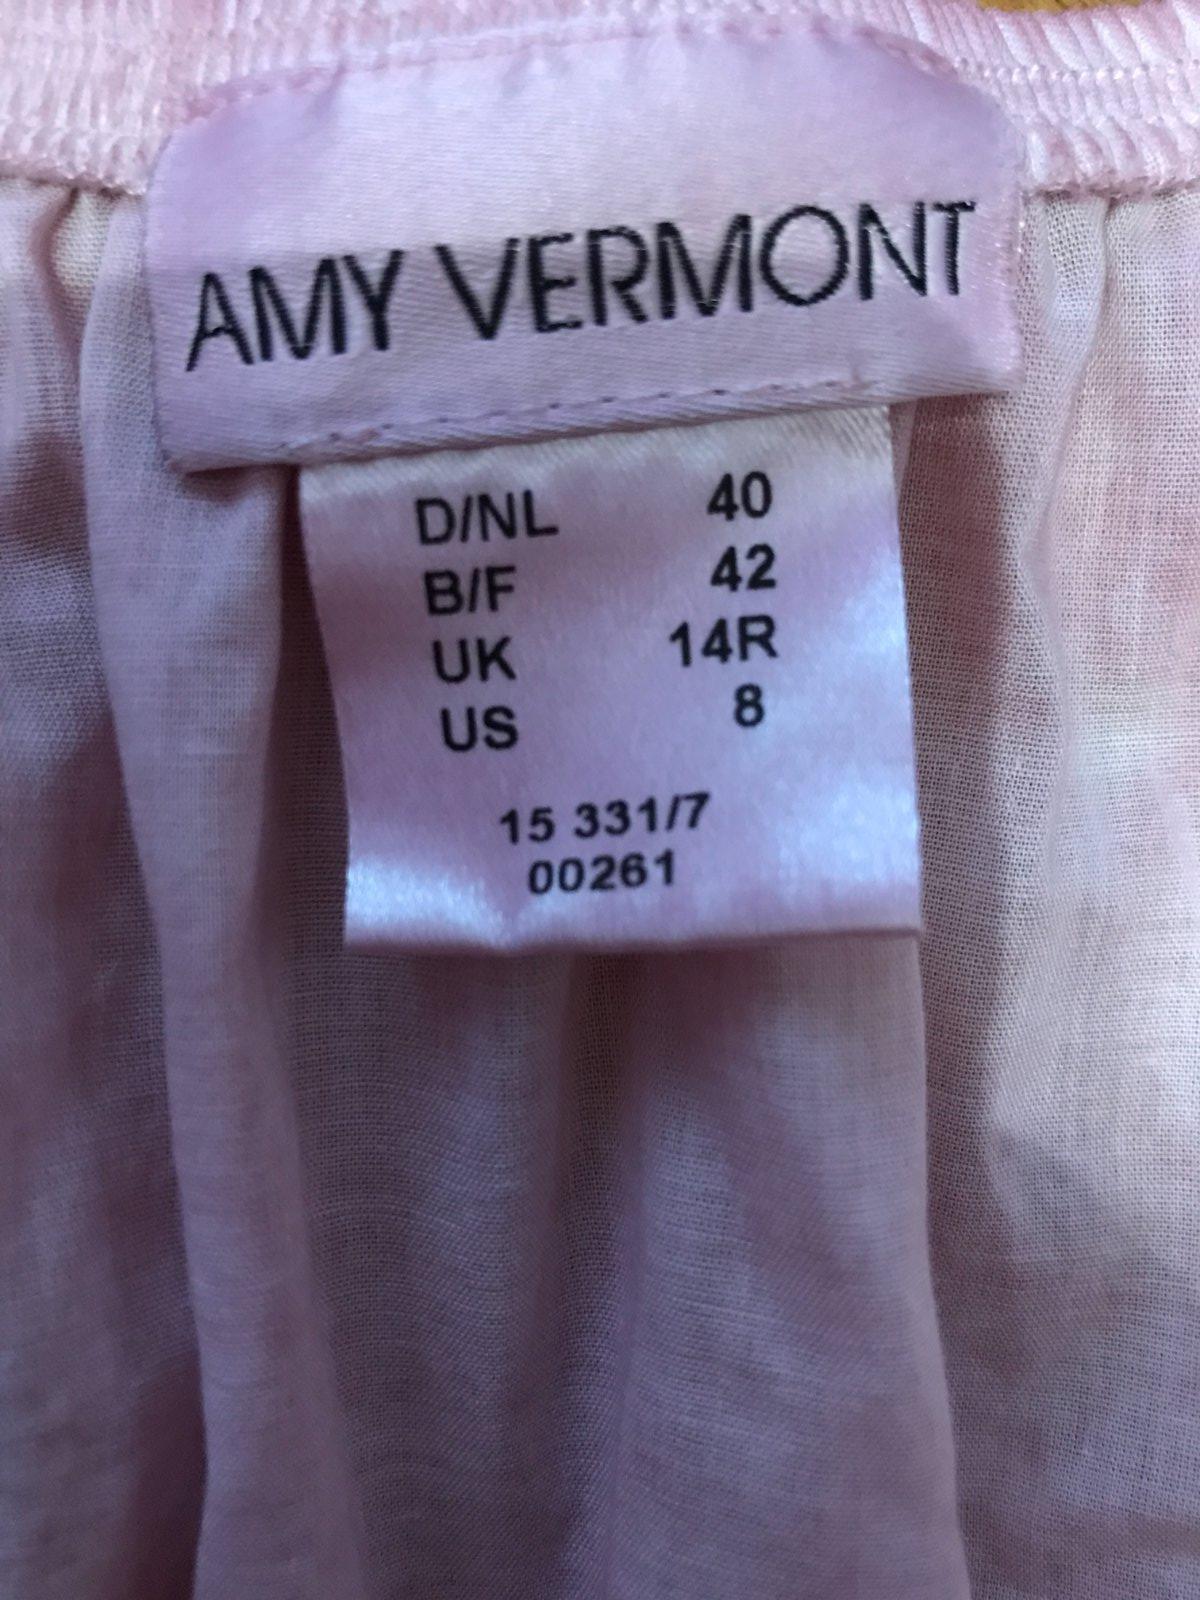 AMY VERMONT
D/NL 40
B/F 42
UK 14R
US 8
15 331/7
00261